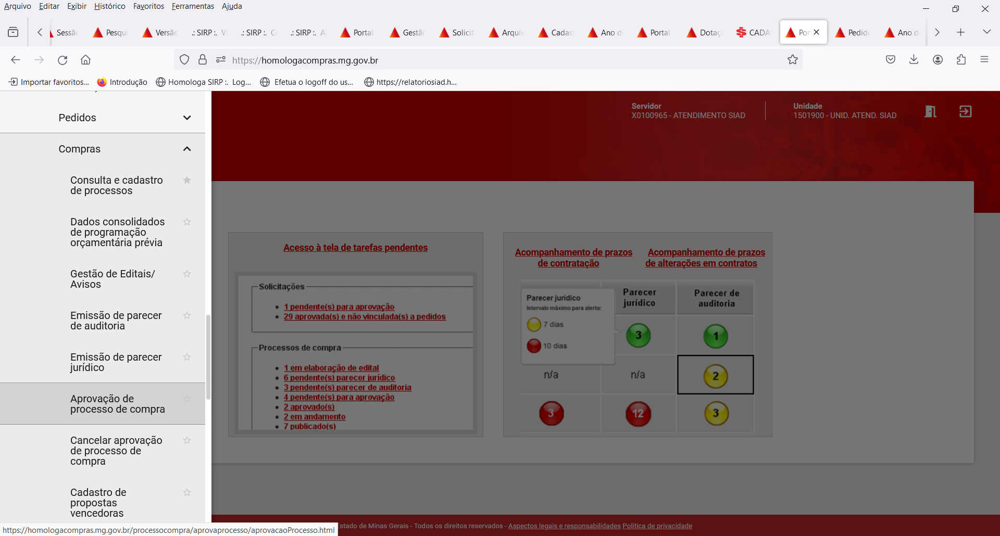 Arquivo Editar Exibir Histórico Favoritos Ferramentas Ajuda
Sessão Pesqui Versão .: SIRP :. V .: SIRP :. C .: SIRP :. A Portal Gestã Solicit Arquiv Cadas Ano d Portal Dotaç CADA Por Pedido Ano d
https://homologacompras.mg.gov.br
Importar favoritos... Introdução Homologa SIRP :. Log... Efetua o logoff do us... https://relatoriosiad.h...
Servidor
X0100965 - ATENDIMENTO SIAD
Unidade
1501900 - UNID. ATEND. SIAD
Pedidos
Compras
Consulta e cadastro
de processos
Dados consolidados
de programação
orçamentária prévia
Gestão de Editais/
Avisos
Emissão de parecer
de auditoria
Emissão de parecer
jurídico
Aprovação de
processo de compra
Cancelar aprovação
de processo de
compra
Cadastro de
propostas
vencedoras
Acesso à tela de tarefas pendentes
Solicitações
1 pendente(s) para aprovação
29 aprovada(s) e não vinculada(s) a pedidos
Processos de compra
1 em elaboração de edital
6 pendente(s) parecer jurídico
3 pendente(s) parecer de auditoria
4 pendente(s) para aprovação
2 aprovado(s)
2 em andamento
7 publicado(s)
Acompanhamento de prazos
de contratação
Acompanhamento de prazos
de alterações em contratos
Parecer jurídico
Intervalo máximo para alerta:
7 dias
10 dias
Parecer
jurídico
Parecer de
auditoria
3 1
n/a n/a 2
3 12 3
Estado de Minas Gerais - Todos os direitos reservados - Aspectos legais e responsabilidades Política de privacidade
https://homologacompras.mg.gov.br/processocompra/aprovaprocesso/aprovacaoProcesso.html